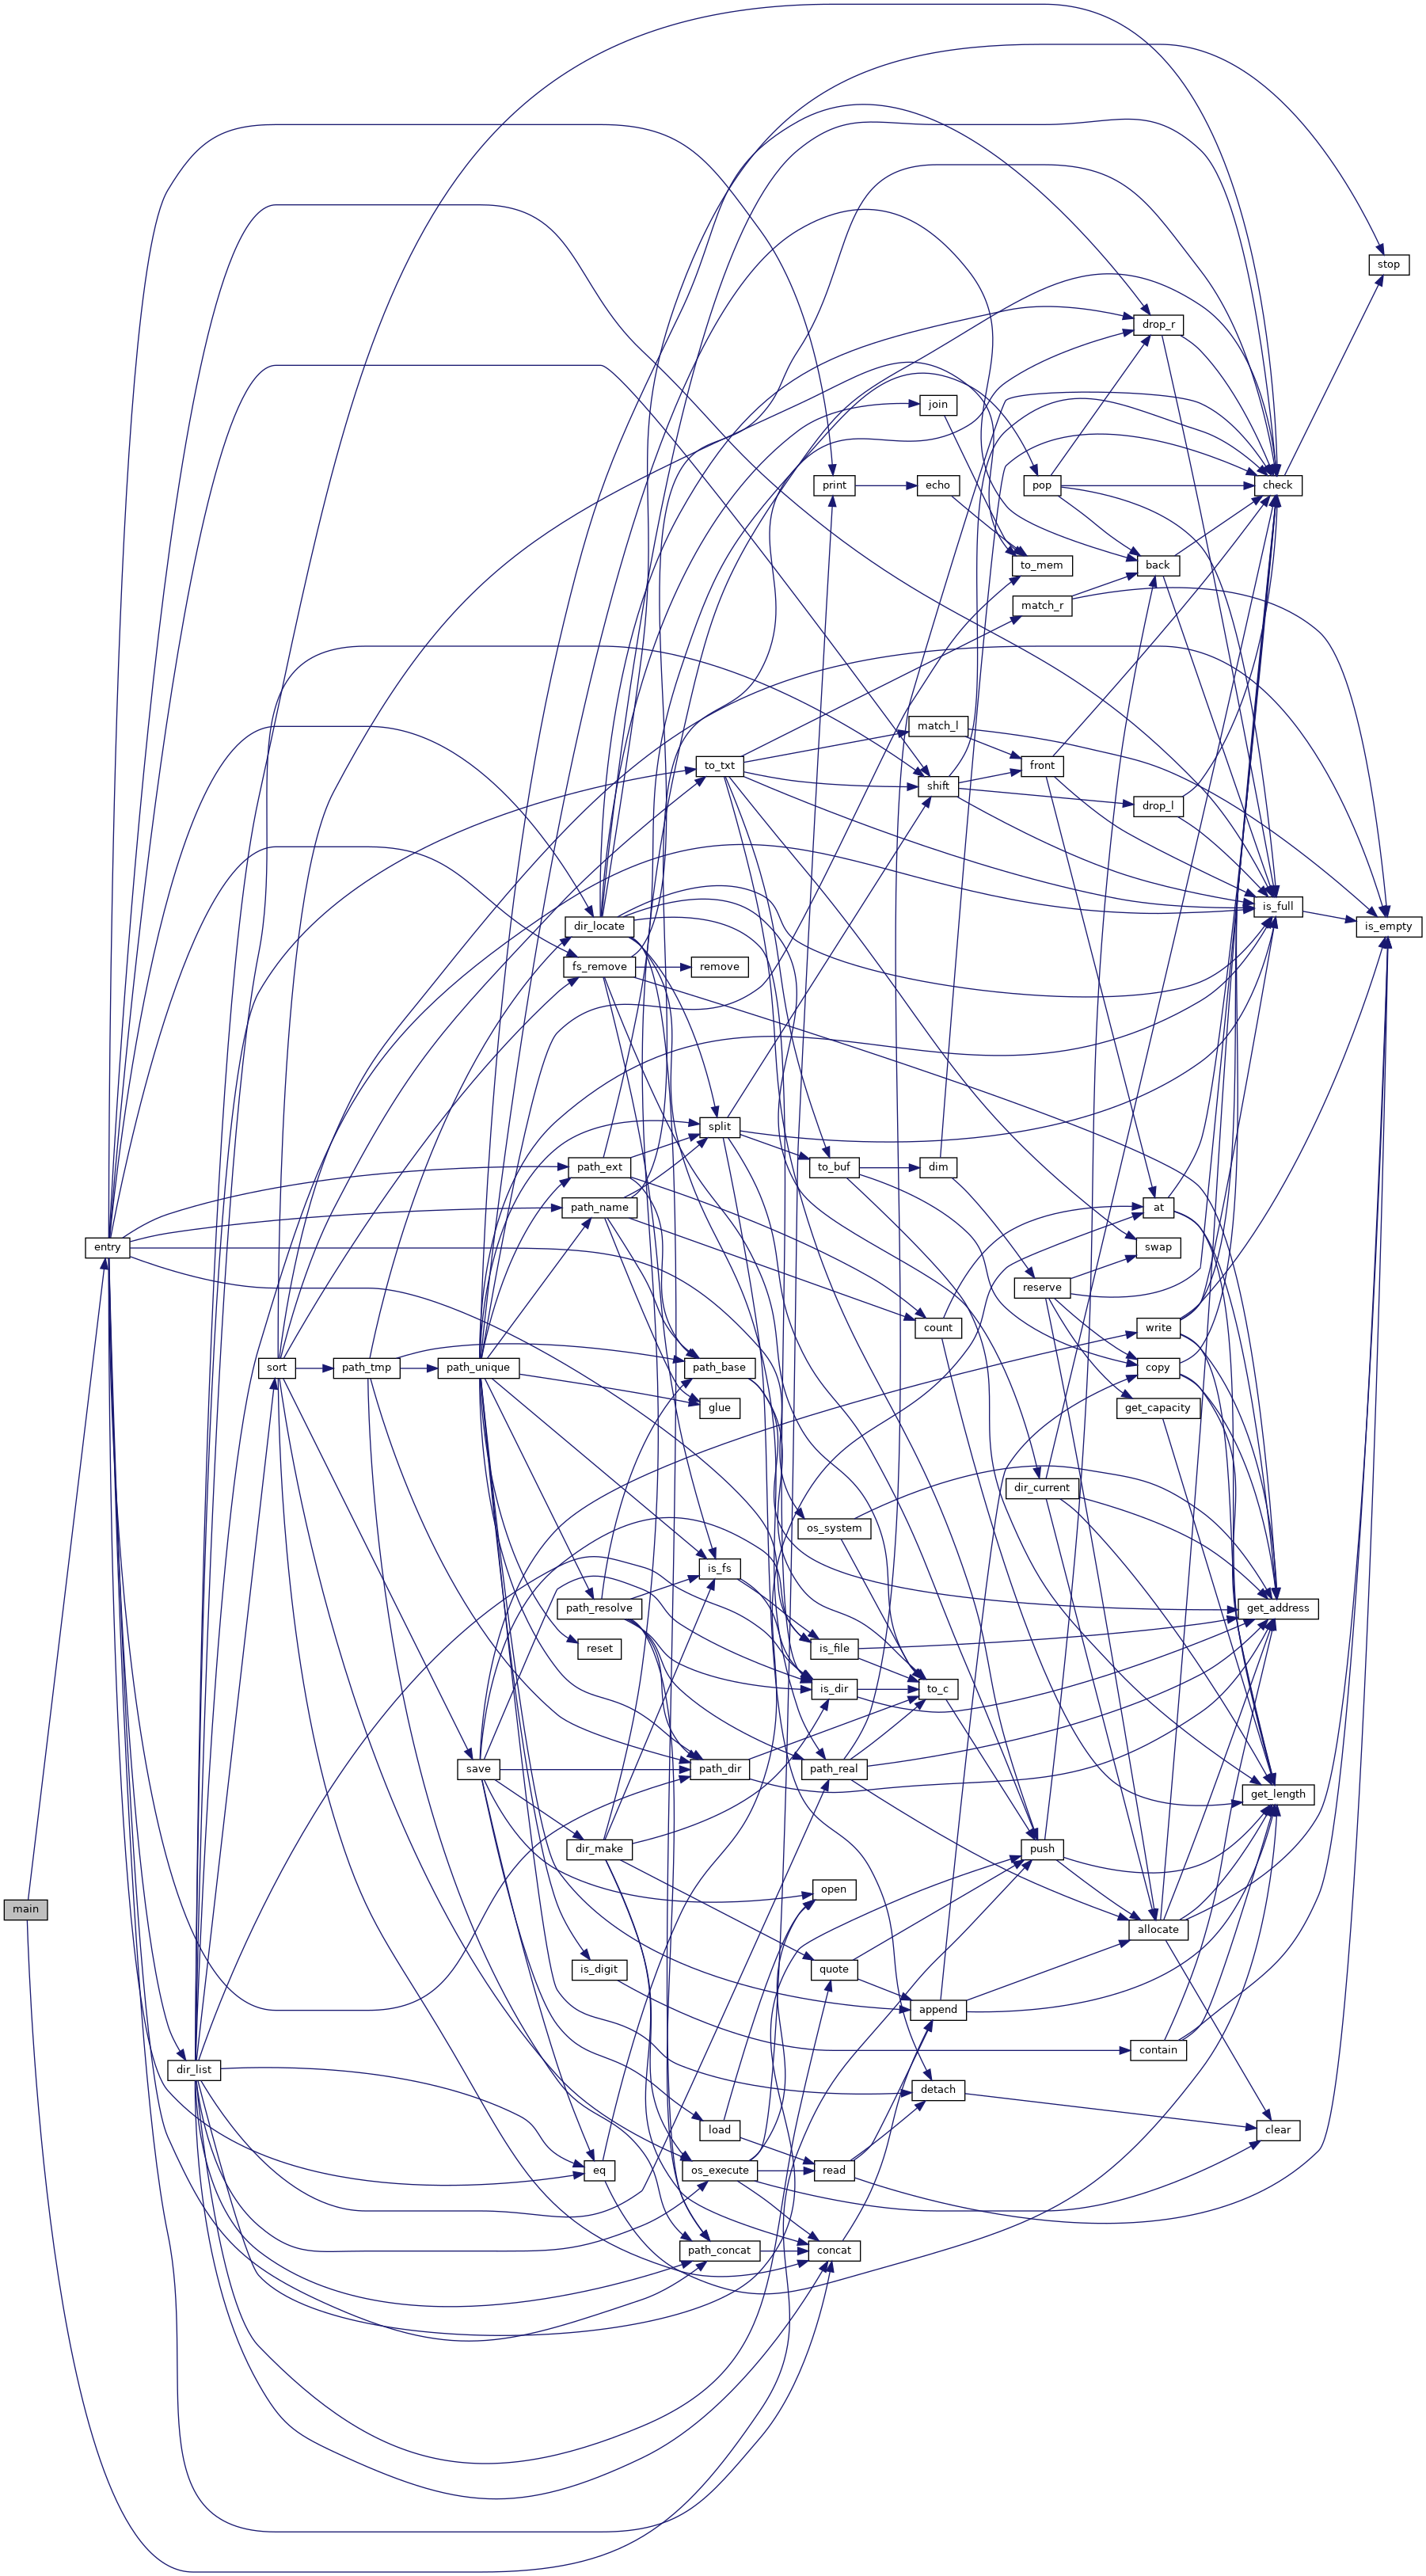 stop
drop_r
join
print
echo
pop
check
back
to_mem
match_r
match_l
to_txt
front
shift
drop_l
is_full
dir_locate
is_empty
fs_remove
remove
split
path_ext
to_buf
dim
path_name
at
entry
swap
reserve
count
write
sort
path_tmp
path_unique
path_base
copy
glue
get_capacity
dir_current
os_system
is_fs
path_resolve
get_address
reset
is_file
is_dir
to_c
save
path_dir
path_real
get_length
dir_make
push
open
main
allocate
is_digit
quote
append
contain
dir_list
detach
load
clear
eq
os_execute
read
path_concat
concat